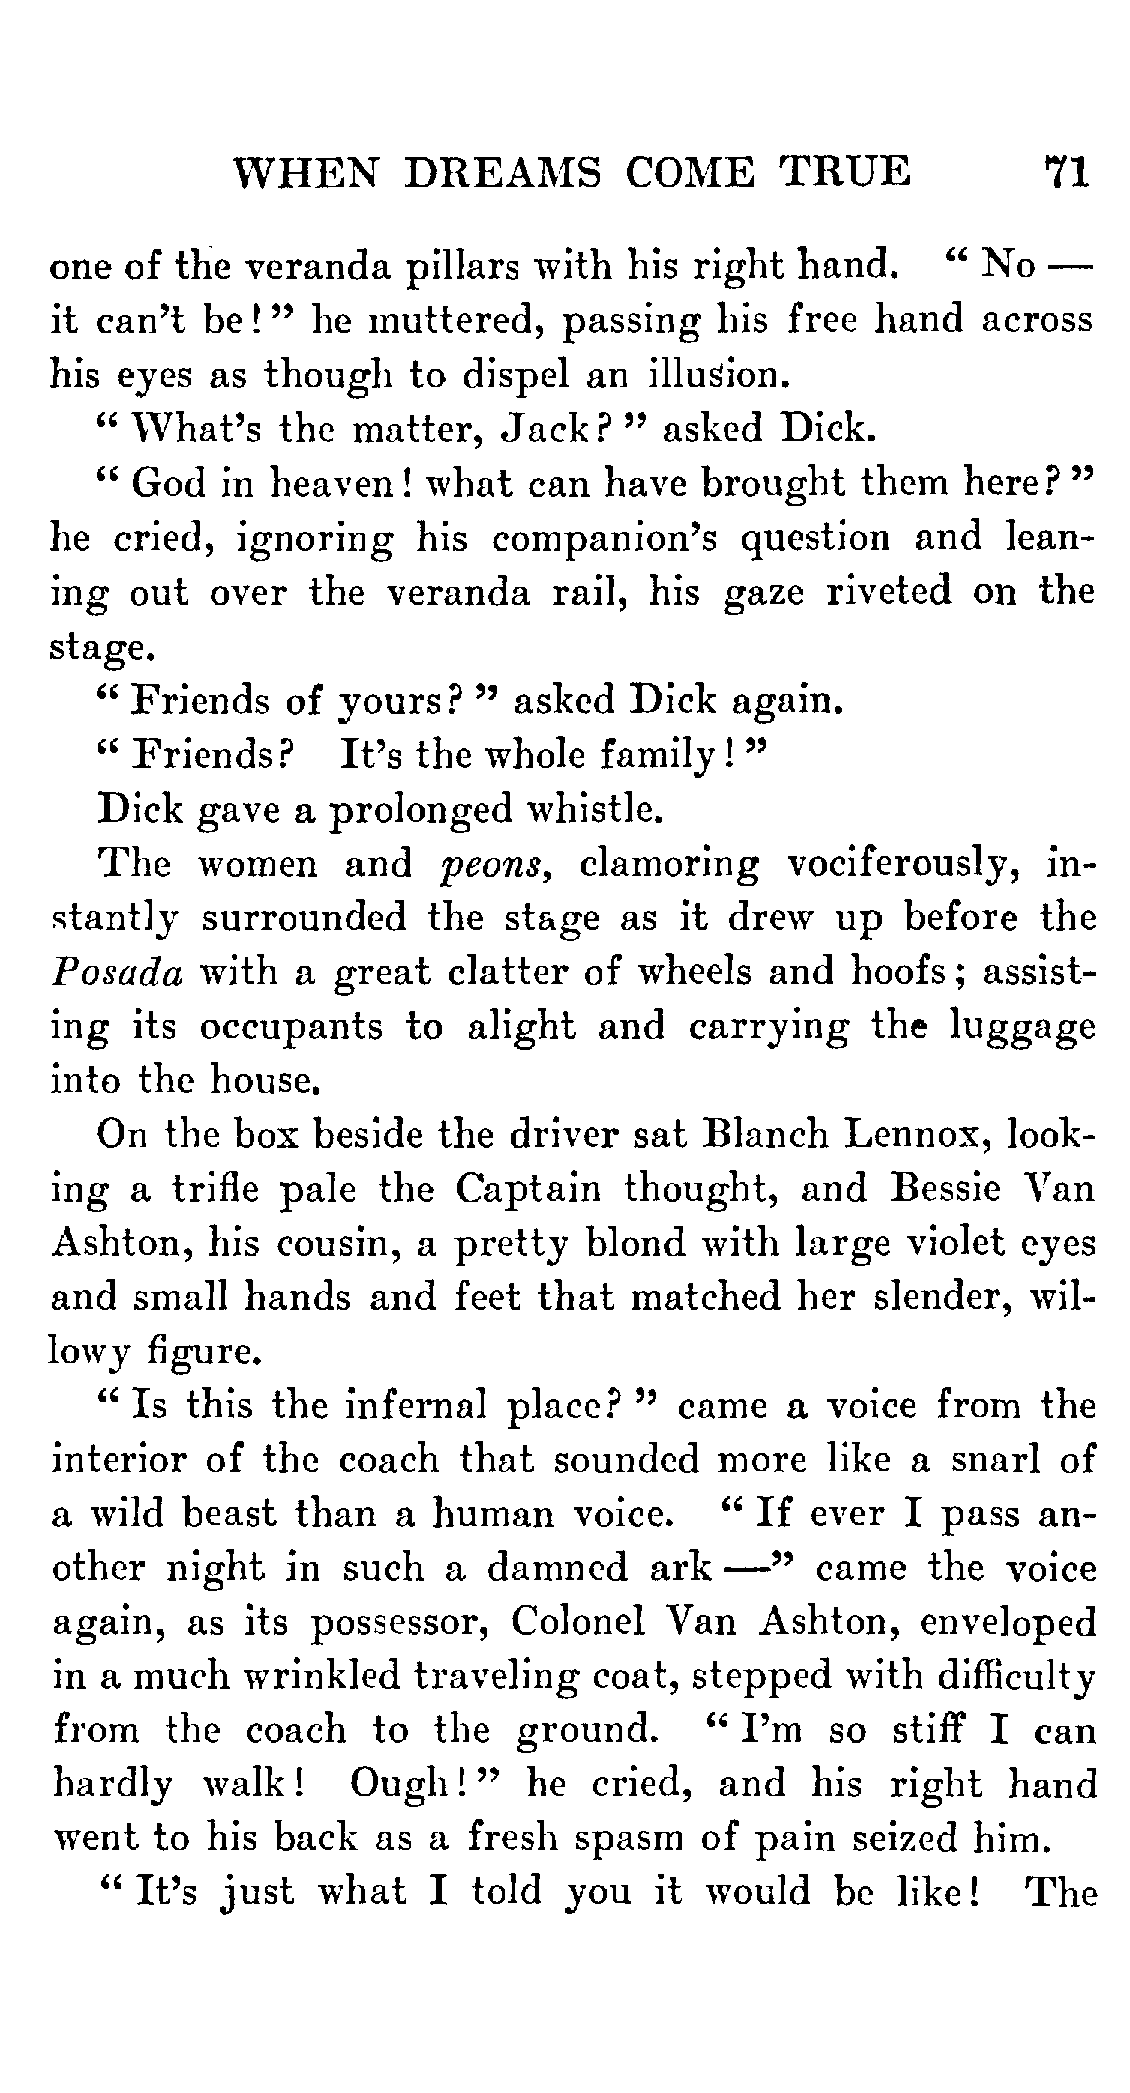 WHEN DREAMS COME TRUE 71
one of the veranda pillars with his right hand. “ No —
it can’t be! ” he muttered, passing his free hand across
his eyes as though to dispel an illusion.
“ What’s the matter, Jack? ” asked Dick.
“ God in heaven! what can have brought them here? ”
he cried, ignoring his companion’s question and lean-
ing out over the veranda rail, his gaze riveted on the
stage.
“ Friends of yours? ” asked Dick again.
“ Friends? It’s the whole family! ”
Dick gave a prolonged whistle.
The women and peons, clamoring vociferously, in-
stantly surrounded the stage as it drew up before the
Posada with a great clatter of wheels and hoofs; assist-
ing its occupants to alight and carrying the luggage
into the house.
On the box beside the driver sat Blanch Lennox, look-
ing a trifle pale the Captain thought, and Bessie Van
Ashton, his cousin, a pretty blond with large violet eyes
and small hands and feet that matched her slender, wil-
lowy figure.
“ Is this the infernal place? ” came a voice from the
interior of the coach that sounded more like a snarl of
a wild beast than a human voice. “ If ever I pass an-
other night in such a damned ark —” came the voice
again, as its possessor, Colonel Van Ashton, enveloped
in a much wrinkled traveling coat, stepped with difficulty
from the coach to the ground. “ I’m so stiff I can
hardly walk! Ough! ” he cried, and his right hand
went to his back as a fresh spasm of pain seized him.
“ It’s just what I told you it would be like! The